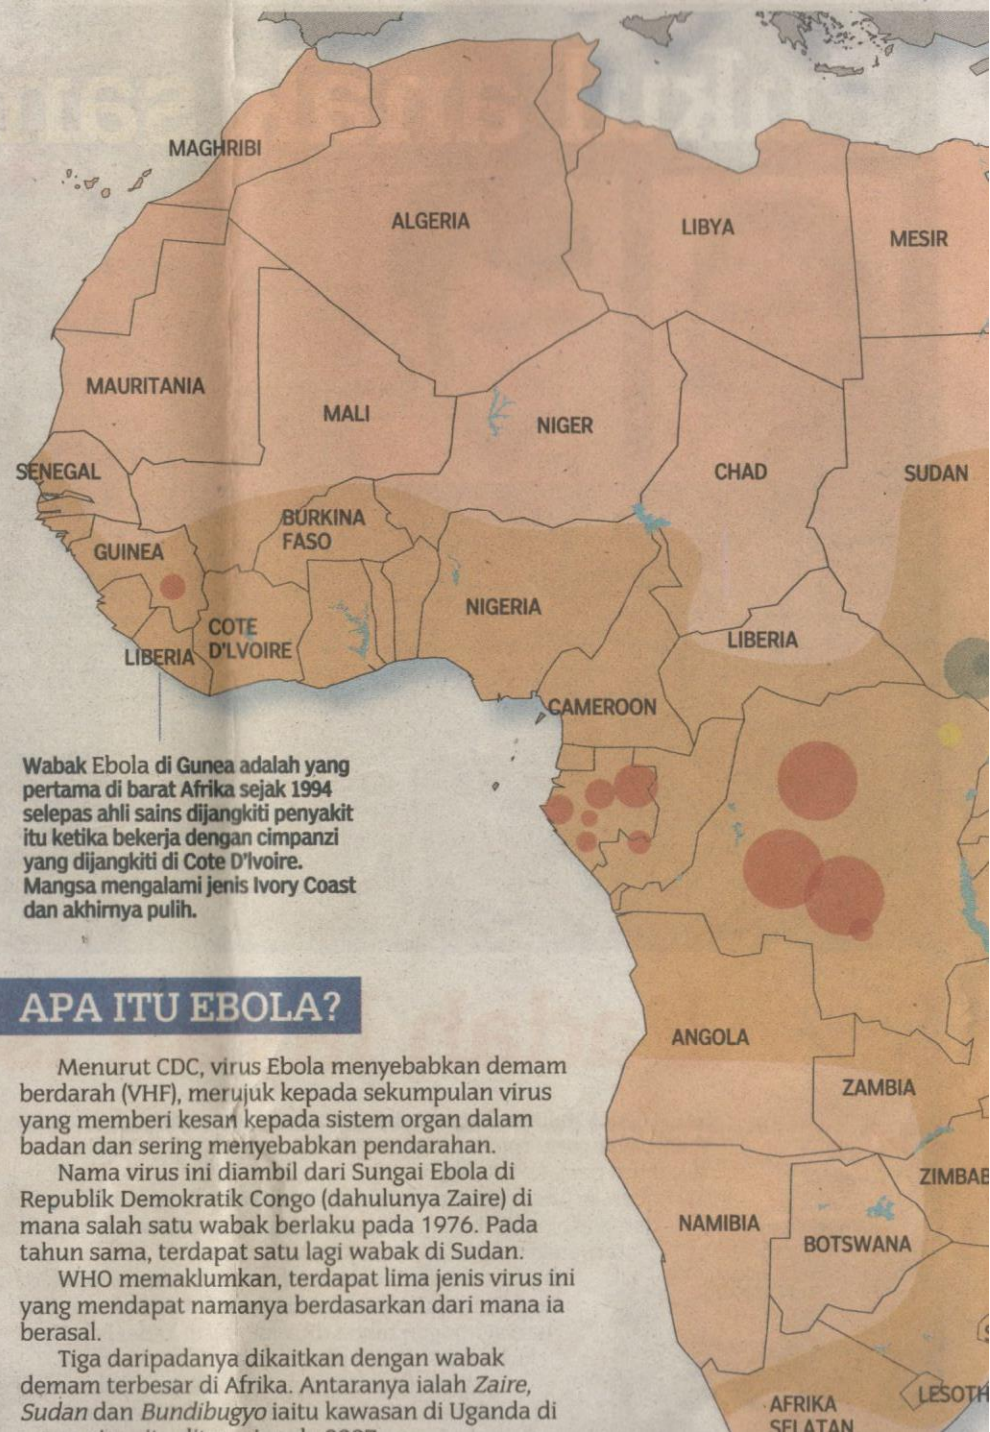 MAGHRIBI
ALGERIA
LIBYA
MESIR
MAURITANIA
MALI
NIGER
CHAD
SUDAN
SENEGAL
BURKINA
FASO
GUINEA
NIGERIA
COTE
D'LVOIRE
LIBERIA
LIBERIA
CAMEROON
Wabak Ebola di Gunea adalah yang
pertama di barat Afrika sejak 1994
selepas ahli sains dijangkiti penyakit
itu ketika bekerja dengan cimpanzi
yang dijangkiti di Cote D'Ivoire.
Mangsa mengalami jenis Ivory Coast
dan akhirnya pulih.
ANGOLA
ZAMBIA
ZIMBAB
NAMIBIA
BOTSWANA
AFRIKA
SELATAN
LESOTH
APA ITU EBOLA?
Menurut CDC, virus Ebola menyebabkan demam
berdarah (VHF), merujuk kepada sekumpulan virus
yang memberi kesan kepada sistem organ dalam
badan dan sering menyebabkan pendarahan.
Nama virus ini diambil dari Sungai Ebola di
Republik Demokratik Congo (dahulunya Zaire) di
mana salah satu wabak berlaku pada 1976. Pada
tahun sama, terdapat satu lagi wabak di Sudan.
WHO memaklumkan, terdapat lima jenis virus ini
yang mendapat namanya berdasarkan dari mana ia
berasal.
Tiga daripadanya dikaitkan dengan wabak
demam terbesar di Afrika. Antaranya ialah Zaire,
Sudan dan Bundibugyo iaitu kawasan di Uganda di